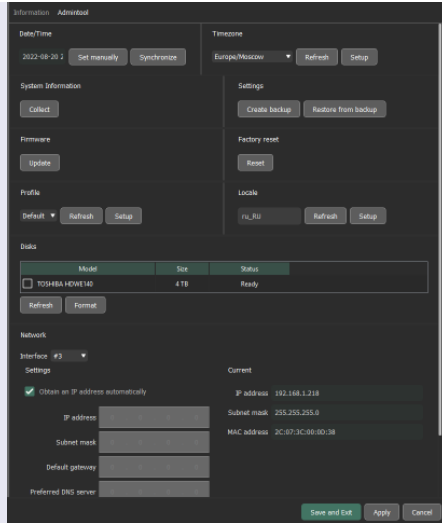 Information Admintool
Date/Time Timezone
2022-08-20 2 Set manually Synchronize Europe/Moscow Refresh Setup
System Information Settings
Collect Create backup Restore from backup
Firmware Factory reset
Update Reset
Profile Locale
Default Refresh Setup ru_RU Refresh Setup
Disks
Model Size Status
TOSHIBA HDWE140 4 TB Ready
Refresh Format
Network
Interface #3
Settings Current
Obtain an IP address automatically IP address 192.168.1.218
IP address Subnet mask 255.255.255.0
Subnet mask MAC address 2C:07:3C:00:0D:38
Default gateway
Preferred DNS server
Save and Exit Apply Cancel